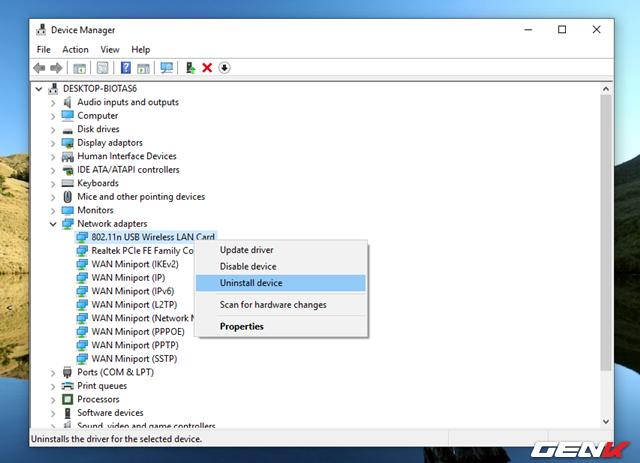 Device Manager
File Action View Help
DESKTOP-BIOTAS6
Audio inputs and outputs
Computer
Disk drives
Display adaptors
Human Interface Devices
IDE ATA/ATAPI controllers
Keyboards
Mice and other pointing devices
Monitors
Network adapters
802.11n USB Wireless LAN Card
Realtek PCIe FE Family Co
WAN Miniport (IKEv2)
WAN Miniport (IP)
WAN Miniport (IPv6)
WAN Miniport (L2TP)
WAN Miniport (Network M
WAN Miniport (PPPOE)
WAN Miniport (PPTP)
WAN Miniport (SSTP)
Update driver
Disable device
Uninstall device
Scan for hardware changes
Properties
Ports (COM & LPT)
Print queues
Processors
Software devices
Sound, video and game controllers
Uninstalls the driver for the selected device.
GENK